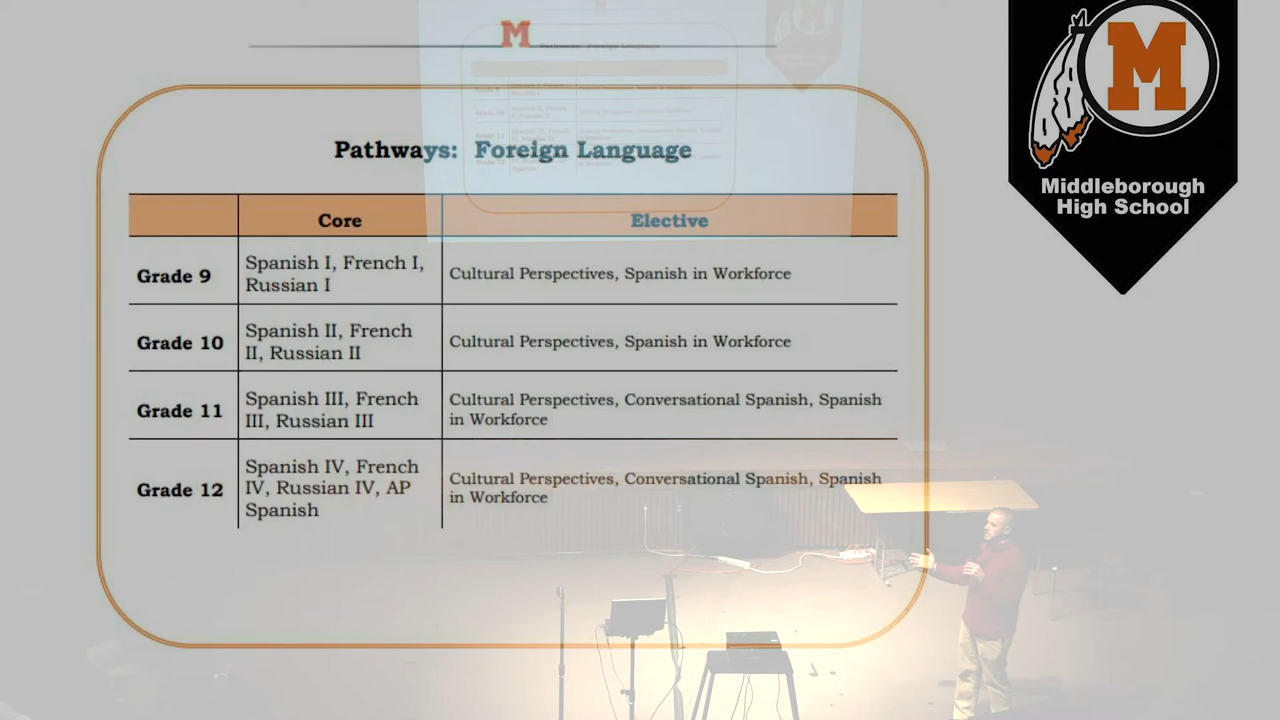 M
Pathways: Foreign Language
Core Elective
Grade 9 Spanish I, French I, Russian I Cultural Perspectives, Spanish in Workforce
Grade 10 Spanish II, French II, Russian II Cultural Perspectives, Spanish in Workforce
Grade 11 Spanish III, French III, Russian III Cultural Perspectives, Conversational Spanish, Spanish in Workforce
Grade 12 Spanish IV, French IV, Russian IV, AP Spanish Cultural Perspectives, Conversational Spanish, Spanish in Workforce
M
Middleborough
High School